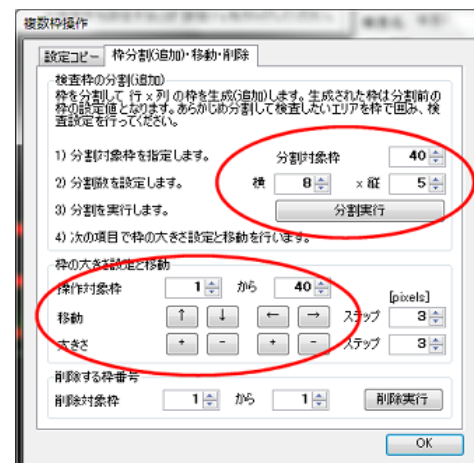 複数枠操作
設定コピー 枠分割(追加)・移動・削除
検査枠の分割(追加)
枠を分割して 行 x 列 の枠を生成(追加)します。生成された枠は分割前の
枠の設定値となります。あらかじめ分割して検査したいエリアを枠で囲み、検
査設定を行ってください。
1) 分割対象枠を指定します。 分割対象枠 40
2) 分割数を設定します。 横 8 x 縦 5
3) 分割を実行します。 分割実行
4) 次の項目で枠の大きさ設定と移動を行います。
枠の大きさ設定と移動
操作対象枠 1 から 40
[pixels]
移動 ↑ ↓ ← → ステップ 3
大きさ + - + - ステップ 3
削除する枠番号
削除対象枠 1 から 1 削除実行
OK